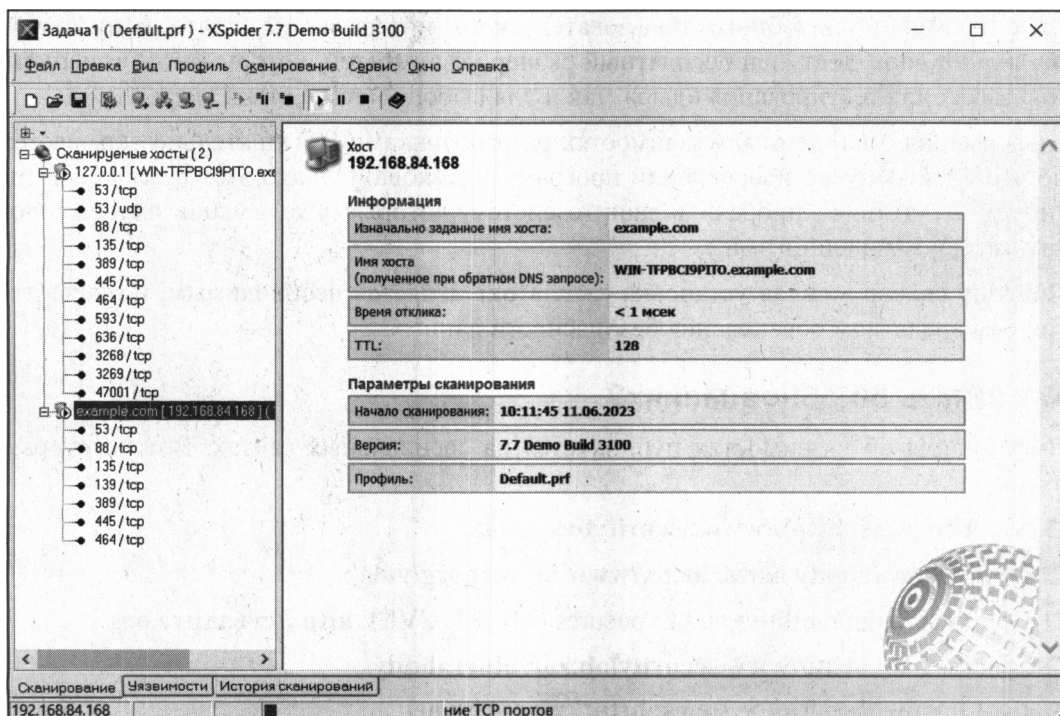 Задача1 ( Default.prf ) - XSpider 7.7 Demo Build 3100
Файл Правка Вид Профиль Сканирование Сервис Окно Справка
Сканируемые хосты ( 2 )
127.0.0.1 [ WIN-TFPBCI9PITO.exe
53 / tcp
53 / udp
88 / tcp
135 / tcp
389 / tcp
445 / tcp
464 / tcp
593 / tcp
636 / tcp
3268 / tcp
3269 / tcp
47001 / tcp
example.com [ 192.168.84.168 ] (
53 / tcp
88 / tcp
135 / tcp
139 / tcp
389 / tcp
445 / tcp
464 / tcp
Хост
192.168.84.168
Информация
Изначально заданное имя хоста: example.com
Имя хоста
(полученное при обратном DNS запросе): WIN-TFPBCI9PITO.example.com
Время отклика: < 1 мсек
TTL: 128
Параметры сканирования
Начало сканирования: 10:11:45 11.06.2023
Версия: 7.7 Demo Build 3100
Профиль: Default.prf
Сканирование Уязвимости История сканирований
192.168.84.168 ние TCP портов